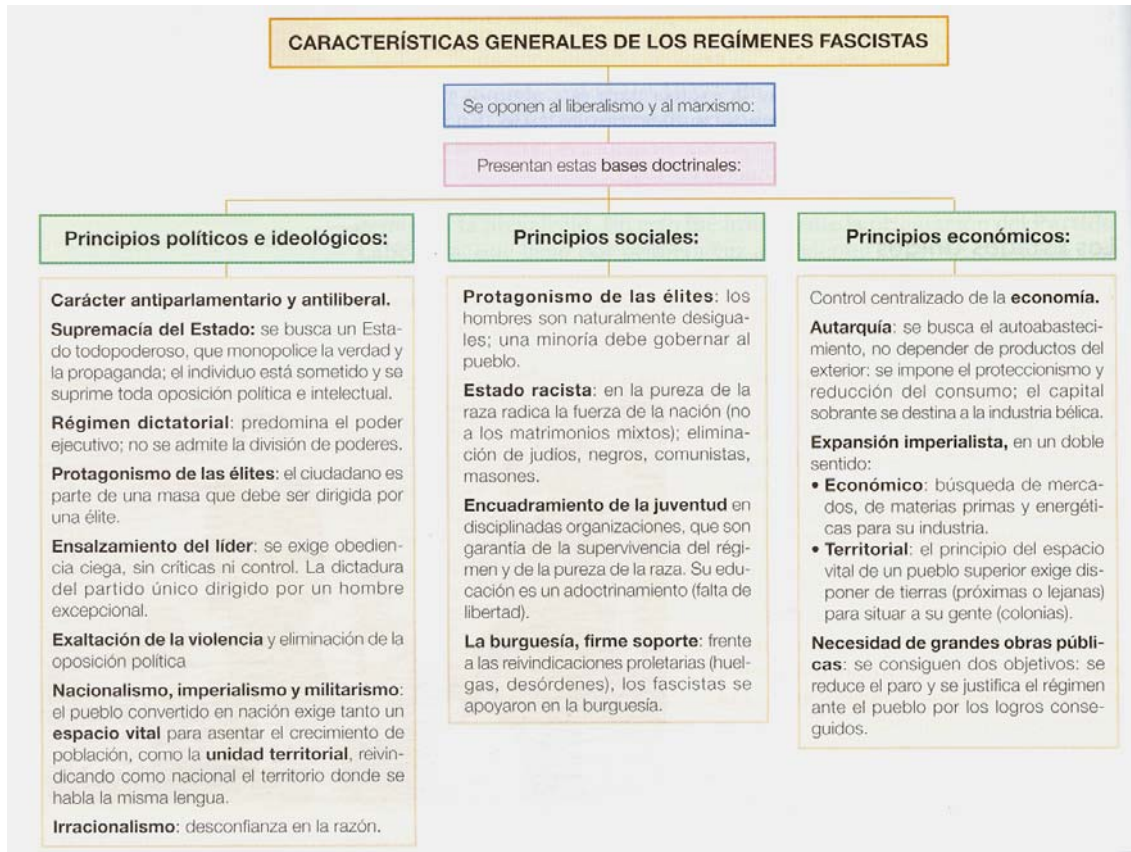 CARACTERÍSTICAS GENERALES DE LOS REGÍMENES FASCISTAS
Se oponen al liberalismo y al marxismo:
Presentan estas bases doctrinales:
Principios políticos e ideológicos:
Carácter antiparlamentario y antiliberal.
Supremacía del Estado: se busca un Esta-
do todopoderoso, que monopolice la verdad y
la propaganda; el individuo está sometido y se
suprime toda oposición política e intelectual.
Régimen dictatorial: predomina el poder
ejecutivo; no se admite la división de poderes.
Protagonismo de las élites: el ciudadano es
parte de una masa que debe ser dirigida por
una élite.
Ensalzamiento del líder: se exige obedien-
cia ciega, sin críticas ni control. La dictadura
del partido único dirigido por un hombre
excepcional.
Exaltación de la violencia y eliminación de la
oposición política
Nacionalismo, imperialismo y militarismo:
el pueblo convertido en nación exige tanto un
espacio vital para asentar el crecimiento de
población, como la unidad territorial, reivin-
dicando como nacional el territorio donde se
habla la misma lengua.
Irracionalismo: desconfianza en la razón.
Principios sociales:
Protagonismo de las élites: los
hombres son naturalmente desigua-
les; una minoría debe gobernar al
pueblo.
Estado racista: en la pureza de la
raza radica la fuerza de la nación (no
a los matrimonios mixtos); elimina-
ción de judíos, negros, comunistas,
masones.
Encuadramiento de la juventud en
disciplinadas organizaciones, que son
garantía de la supervivencia del régi-
men y de la pureza de la raza. Su edu-
cación es un adoctrinamiento (falta de
libertad).
La burguesía, firme soporte: frente
a las reivindicaciones proletarias (huel-
gas, desórdenes), los fascistas se
apoyaron en la burguesía.
Principios económicos:
Control centralizado de la economía.
Autarquía: se busca el autoabasteci-
miento, no depender de productos del
exterior: se impone el proteccionismo y
reducción del consumo; el capital
sobrante se destina a la industria bélica.
Expansión imperialista, en un doble
sentido:
• Económico: búsqueda de merca-
dos, de materias primas y energéti-
cas para su industria.
• Territorial: el principio del espacio
vital de un pueblo superior exige dis-
poner de tierras (próximas o lejanas)
para situar a su gente (colonias).
Necesidad de grandes obras públi-
cas: se consiguen dos objetivos: se
reduce el paro y se justifica el régimen
ante el pueblo por los logros conse-
guidos.